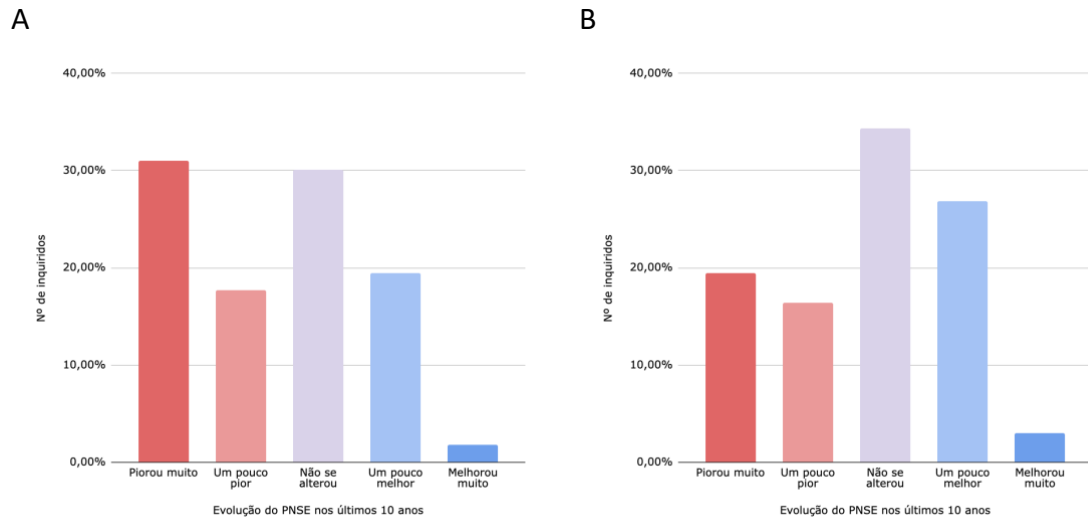 A
40,00%
30,00%
20,00%
10,00%
0,00%
Nº de inquiridos
Piorou muito
Um pouco
pior
Não se
alterou
Um pouco
melhor
Melhorou
muito
Evolução do PNSE nos últimos 10 anos
B
40,00%
30,00%
20,00%
10,00%
0,00%
Nº de inquiridos
Piorou muito
Um pouco
pior
Não se
alterou
Um pouco
melhor
Melhorou
muito
Evolução do PNSE nos últimos 10 anos